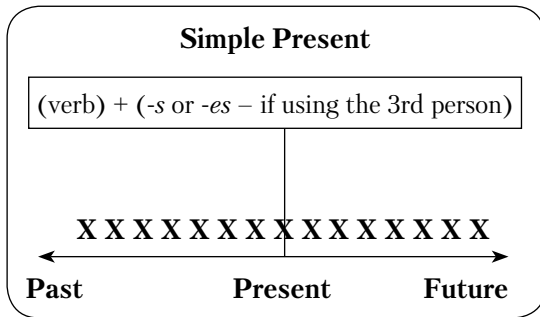 Simple Present
(verb) + (-s or -es – if using the 3rd person)
X X X X X X X X X X X X X X X
Past Present Future